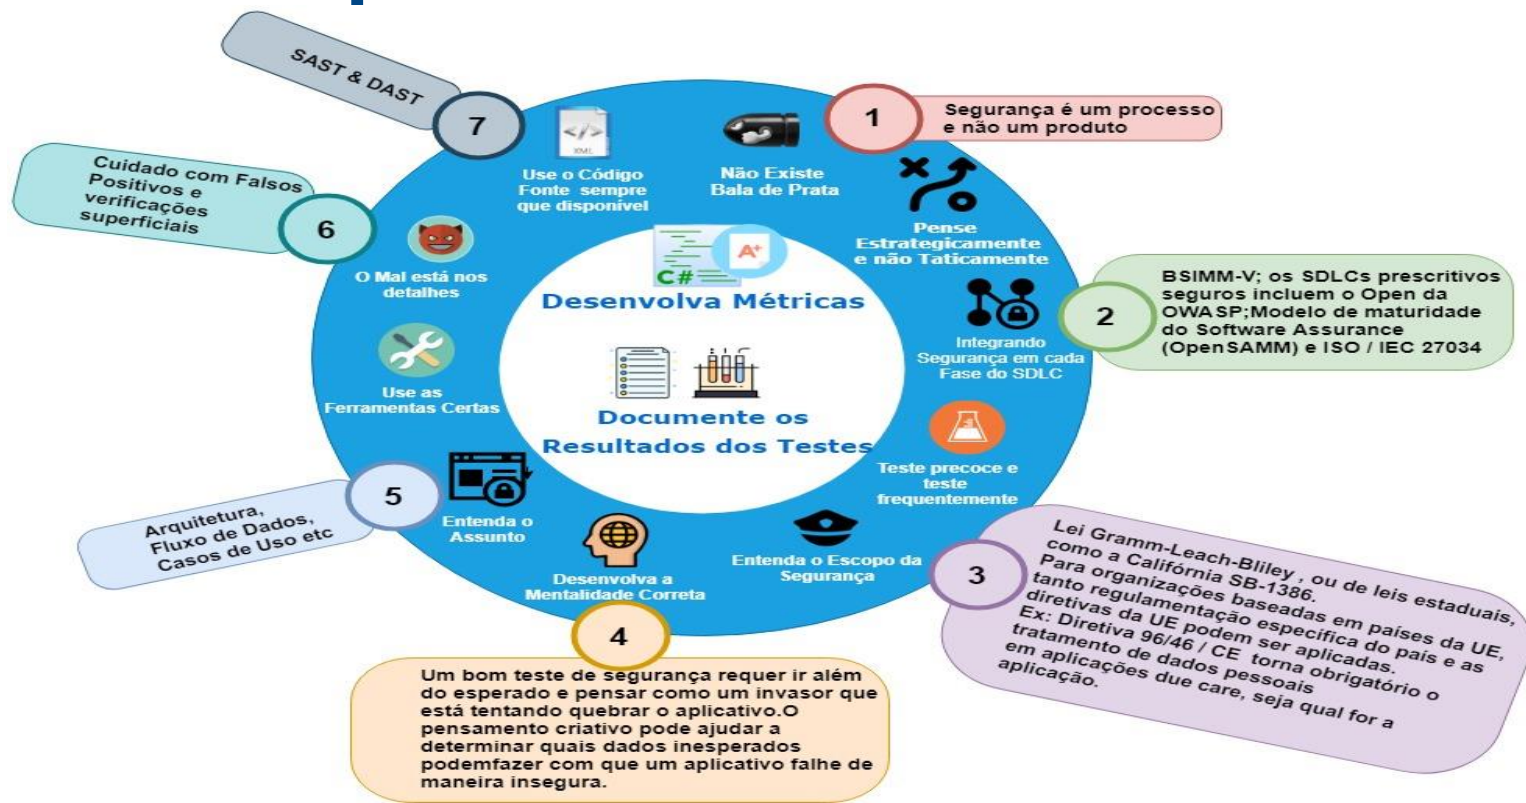 SAST & DAST
7
1
Segurança é um processo
e não um produto
</>
XML
Use o Código
Fonte sempre
que disponível
Não Existe
Bala de Prata
Cuidado com Falsos
Positivos e
verificações
superficiais
6
Pense
Estrategicamente
e não Taticamente
O Mal está nos
detalhes
C#
A+
Desenvolva Métricas
BSIMM-V; os SDLCs prescritivos
seguros incluem o Open da
OWASP;Modelo de maturidade
do Software Assurance
(OpenSAMM) e ISO / IEC 27034
2
Integrando
Segurança em cada
Fase do SDLC
Use as
Ferramentas Certas
Documente os
Resultados dos Testes
Teste precoce e
teste
frequentemente
5
Arquitetura,
Fluxo de Dados,
Casos de Uso etc
Entenda o
Assunto
Desenvolva a
Mentalidade Correta
Entenda o Escopo da
Segurança
3
Lei Gramm-Leach-Bliley , ou de leis estaduais,
como a Califórnia SB-1386.
Para organizações baseadas em países da UE,
tanto regulamentação específica do país e as
diretivas da UE podem ser aplicadas.
Ex: Diretiva 96/46 / CE torna obrigatório o
tratamento de dados pessoais
em aplicações due care, seja qual for a
aplicação.
4
Um bom teste de segurança requer ir além
do esperado e pensar como um invasor que
está tentando quebrar o aplicativo.O
pensamento criativo pode ajudar a
determinar quais dados inesperados
podemfazer com que um aplicativo falhe de
maneira insegura.